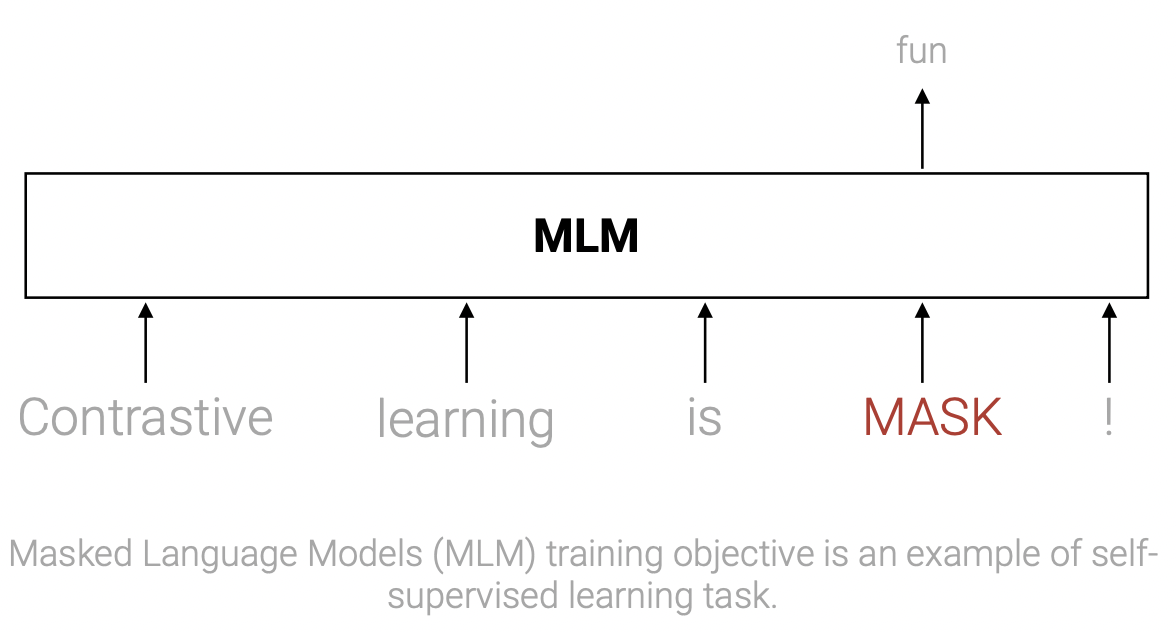 fun
MLM
Contrastive learning is MASK !
Masked Language Models (MLM) training objective is an example of self-
supervised learning task.